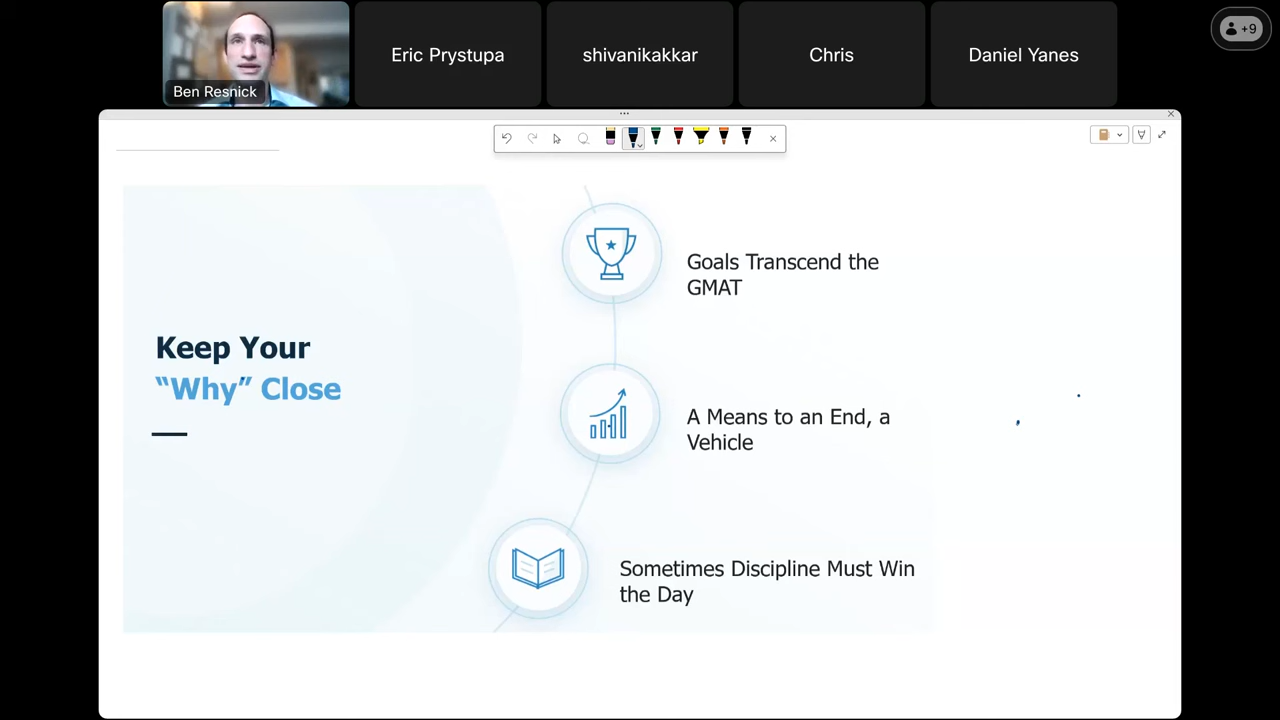 Ben Resnick
Eric Prystupa
shivanikakkar
Chris
Daniel Yanes
+9
Keep Your
“Why” Close
Goals Transcend the
GMAT
A Means to an End, a
Vehicle
Sometimes Discipline Must Win
the Day